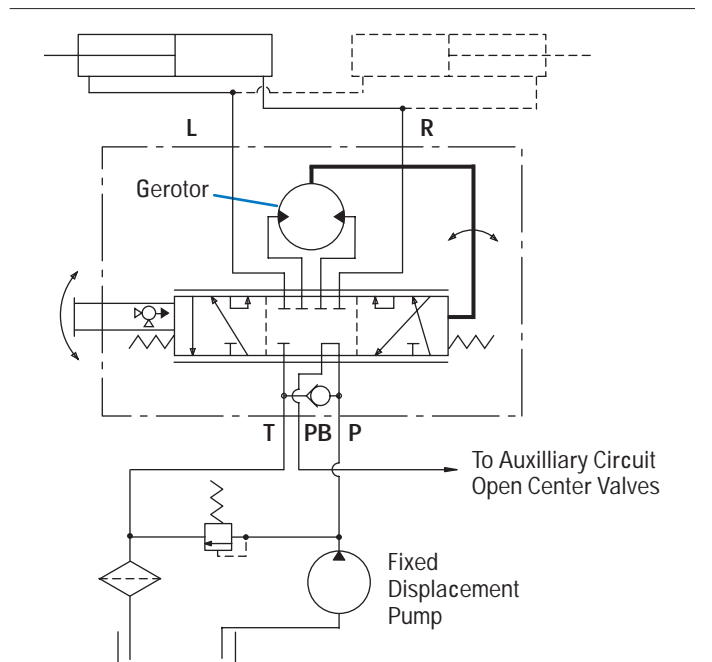 L
R
Gerotor
T
PB
P
To Auxilliary Circuit
Open Center Valves
Fixed
Displacement
Pump